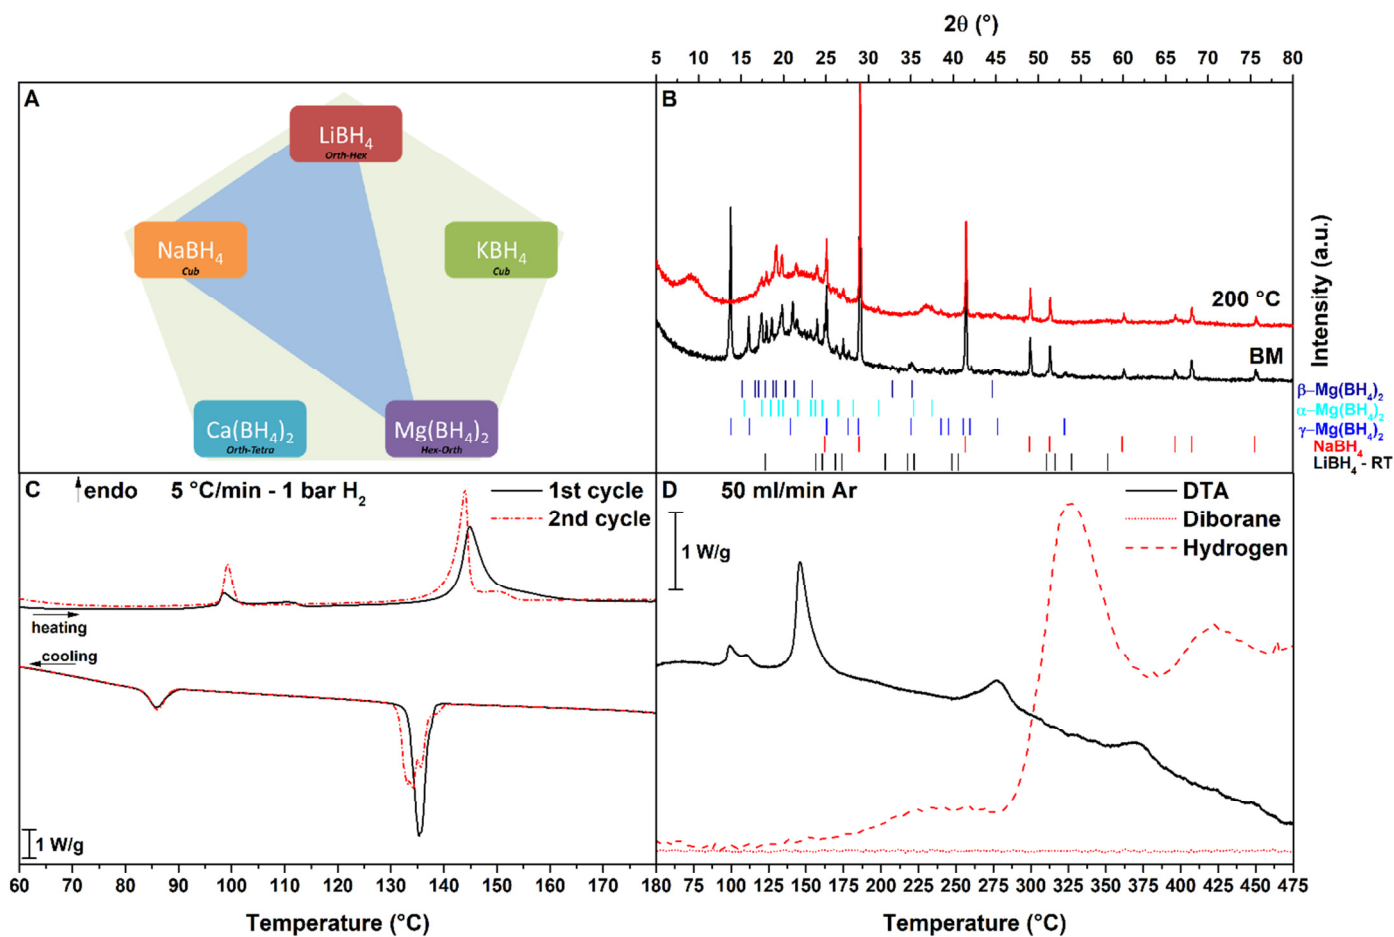 2θ (°)
5 10 15 20 25 30 35 40 45 50 55 60 65 70 75 80
A
LiBH4
Orth-Hex
NaBH4
Cub
KBH4
Cub
Ca(BH4)2
Orth-Tetra
Mg(BH4)2
Hex-Orth
B
200 °C
BM
Intensity (a.u.)
β–Mg(BH4)2
α–Mg(BH4)2
γ–Mg(BH4)2
NaBH4
LiBH4 - RT
C
endo 5 °C/min - 1 bar H2
1st cycle
2nd cycle
heating
cooling
1 W/g
60 70 80 90 100 110 120 130 140 150 160 170 180
Temperature (°C)
D
50 ml/min Ar
DTA
Diborane
Hydrogen
1 W/g
75 100 125 150 175 200 225 250 275 300 325 350 375 400 425 450 475
Temperature (°C)